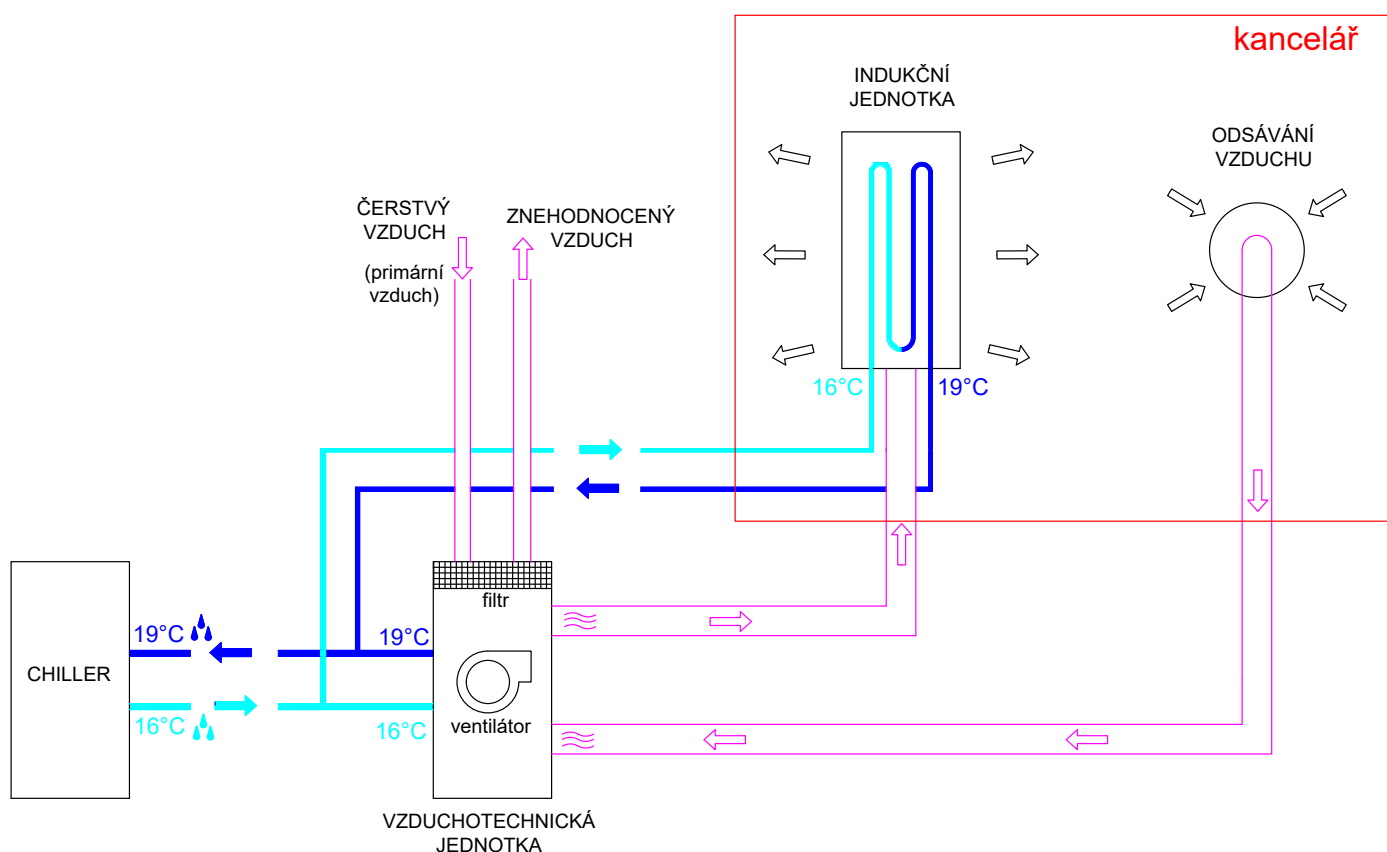 kancelář
INDUKČNÍ
JEDNOTKA
ODSÁVÁNÍ
VZDUCHU
ČERSTVÝ
VZDUCH
(primární
vzduch)
ZNEHODNOCENÝ
VZDUCH
16°C
19°C
filtr
19°C
19°C
CHILLER
16°C
16°C
ventilátor
VZDUCHOTECHNICKÁ
JEDNOTKA